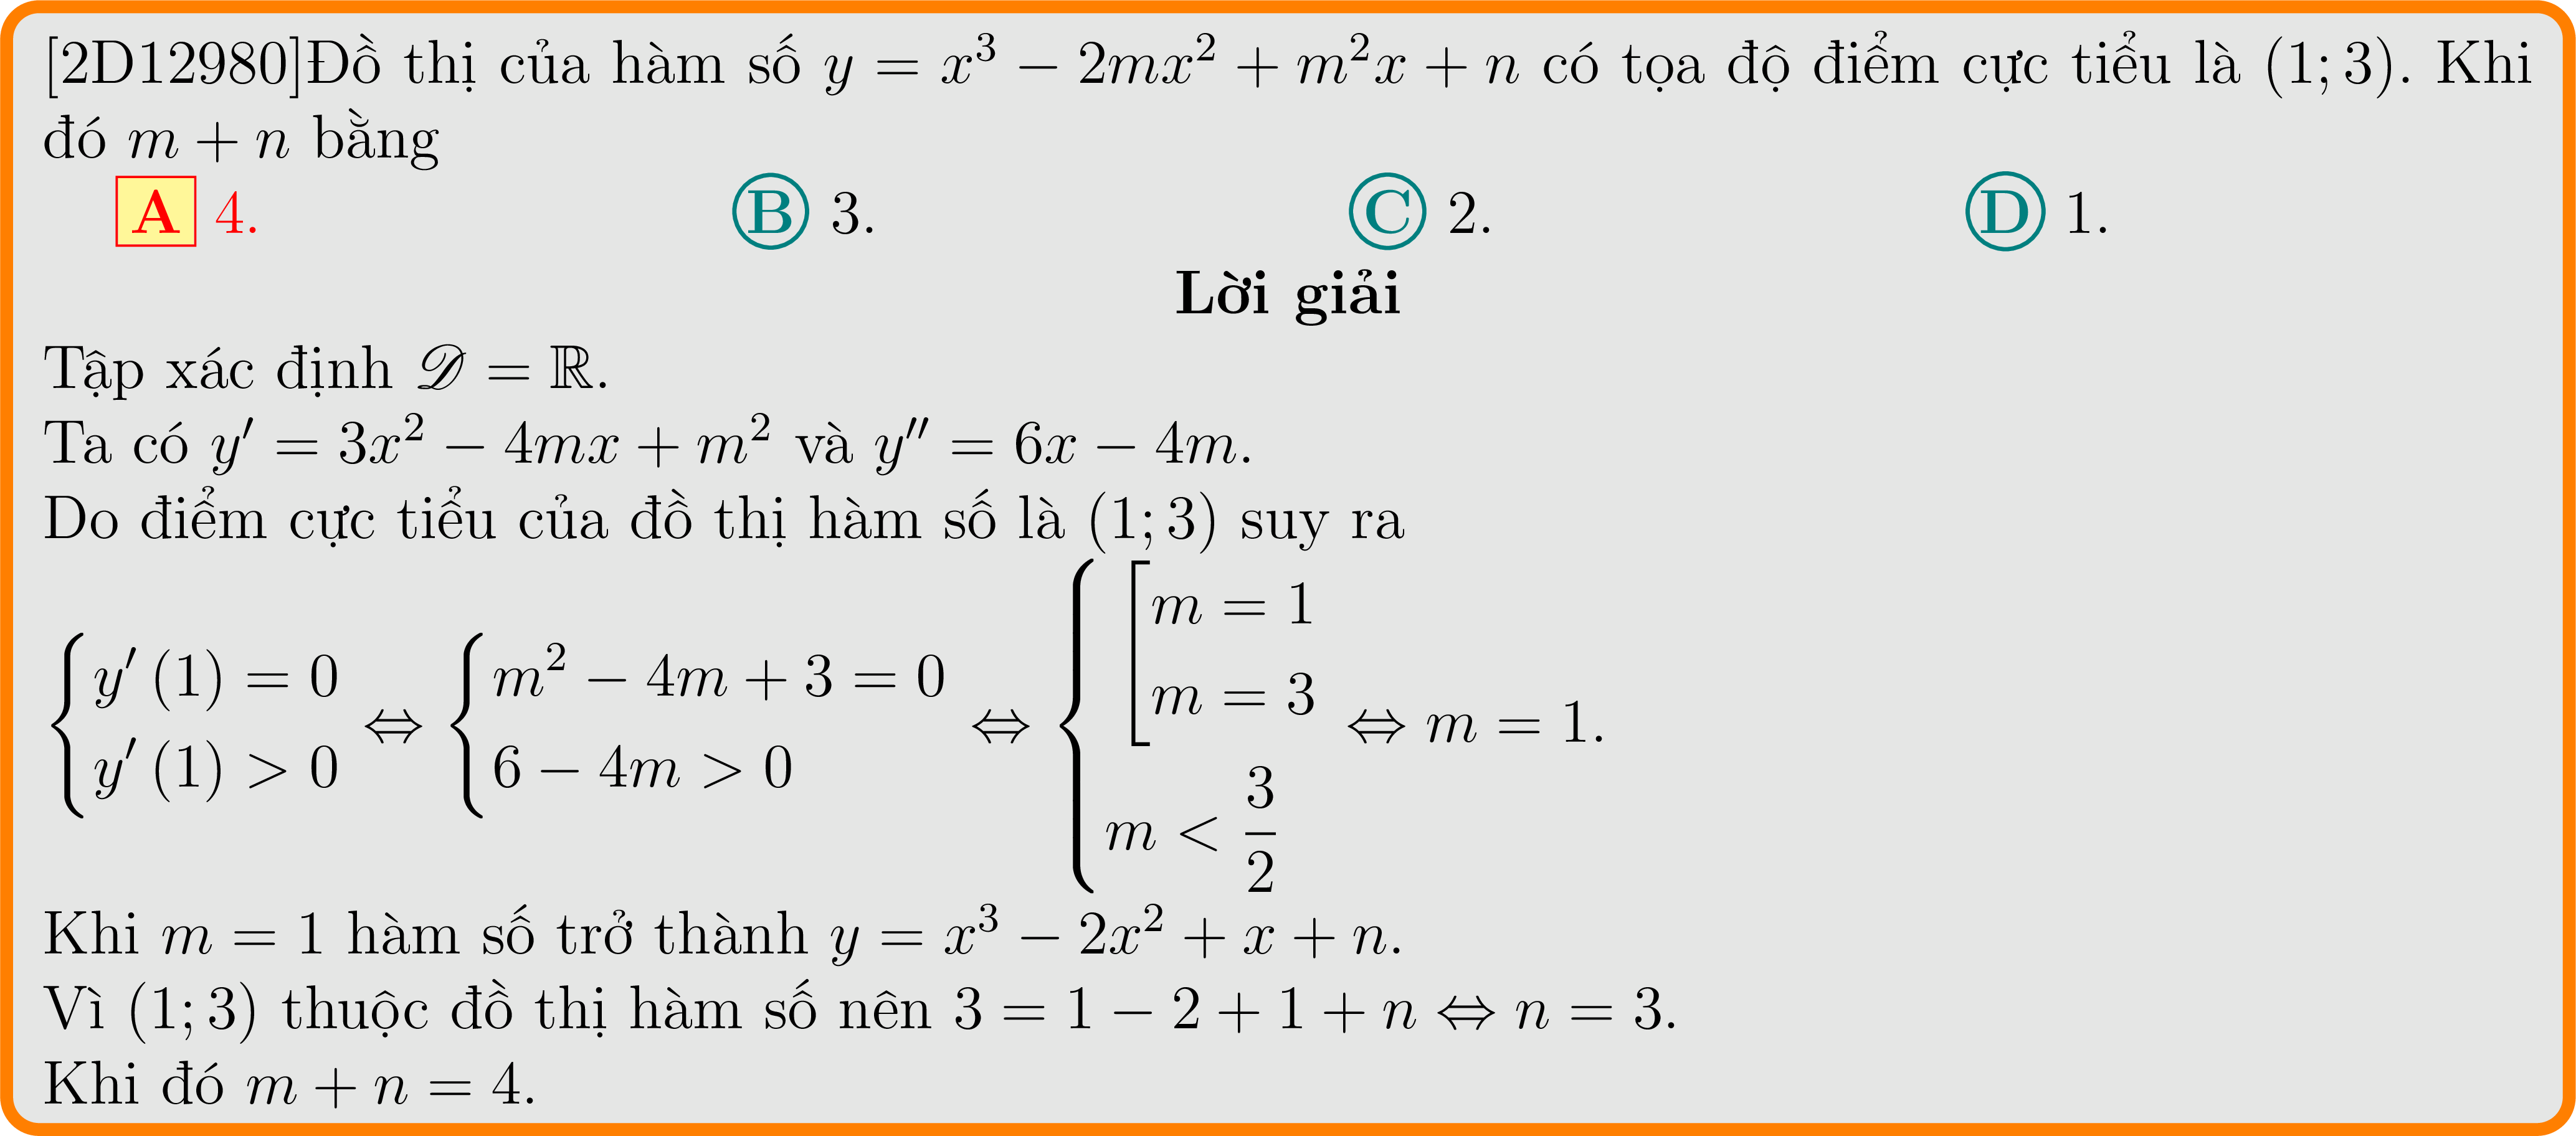 [2D12980]Đồ thị của hàm số $y = x^3 - 2mx^2 + m^2x + n$ có tọa độ điểm cực tiểu là $(1; 3)$. Khi
đó $m + n$ bằng
A 4. B 3. C 2. D 1.
Lời giải
Tập xác định $\mathscr{D} = \mathbb{R}$.
Ta có $y' = 3x^2 - 4mx + m^2$ và $y'' = 6x - 4m$.
Do điểm cực tiểu của đồ thị hàm số là $(1; 3)$ suy ra
$\begin{cases} y'(1) = 0 \\ y'(1) > 0 \end{cases} \Leftrightarrow \begin{cases} m^2 - 4m + 3 = 0 \\ 6 - 4m > 0 \end{cases} \Leftrightarrow \begin{cases} \left[\begin{array}{l} m = 1 \\ m = 3 \end{array}\right. \\ m < \dfrac{3}{2} \end{cases} \Leftrightarrow m = 1.$
Khi $m = 1$ hàm số trở thành $y = x^3 - 2x^2 + x + n$.
Vì $(1; 3)$ thuộc đồ thị hàm số nên $3 = 1 - 2 + 1 + n \Leftrightarrow n = 3$.
Khi đó $m + n = 4$.